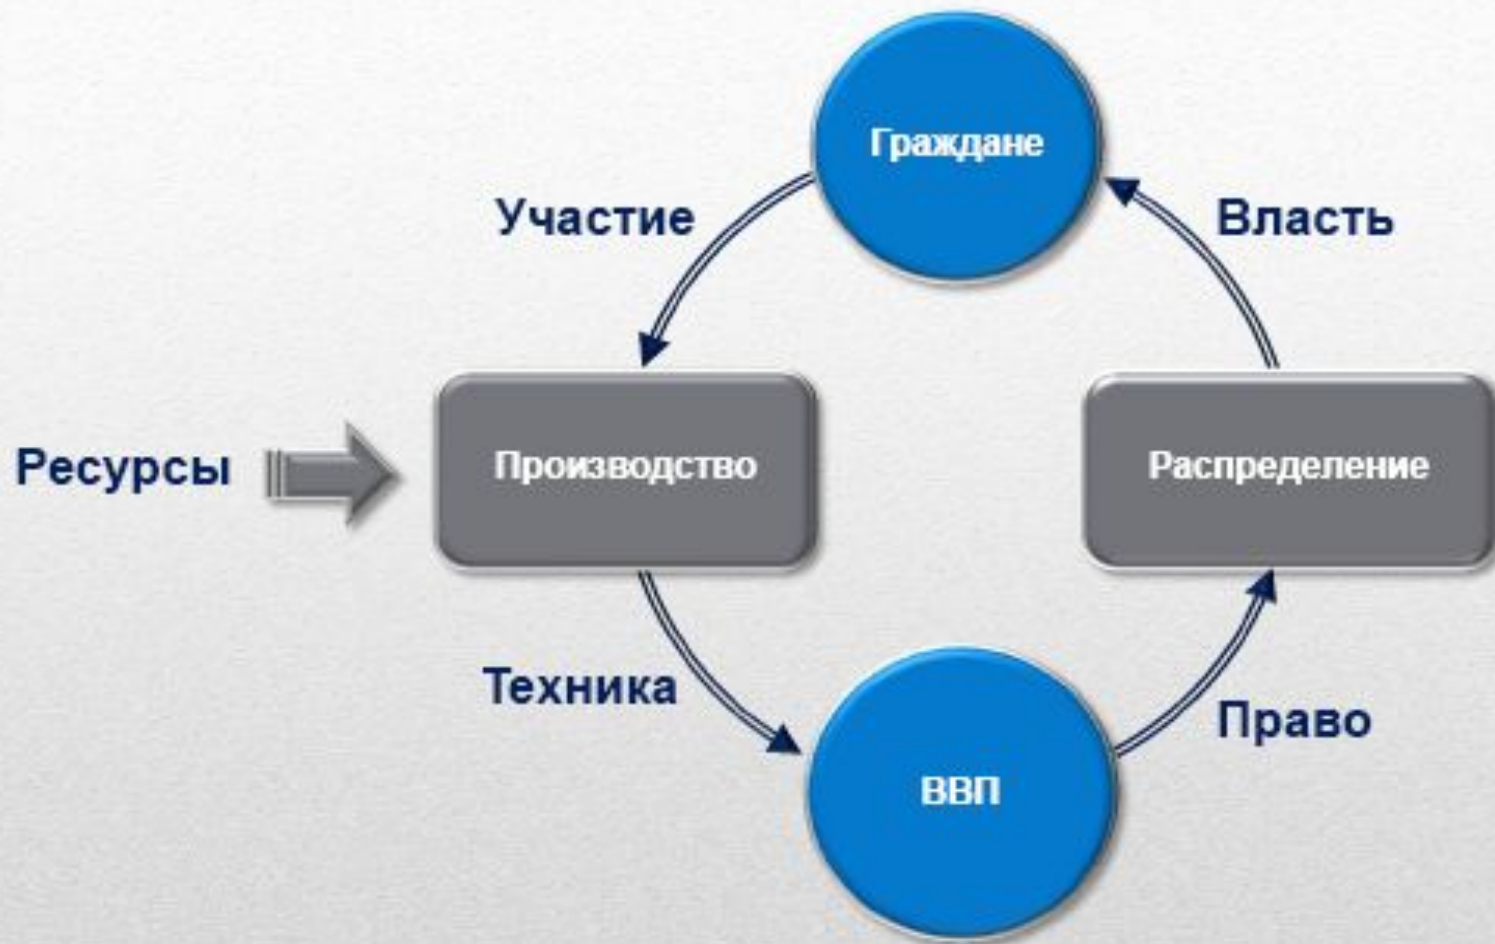 Граждане
Участие
Власть
Ресурсы
Производство
Распределение
Техника
Право
ВВП